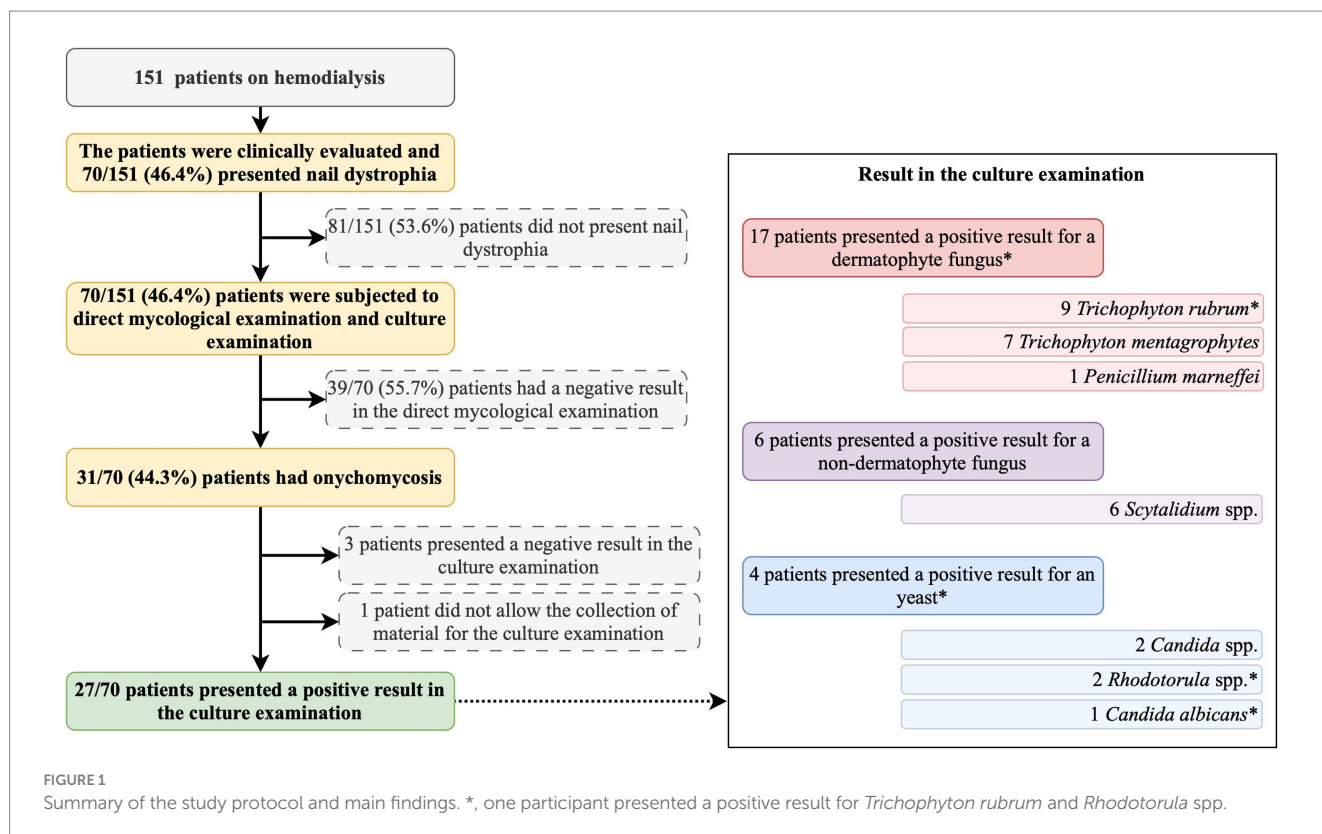 151 patients on hemodialysis
The patients were clinically evaluated and
70/151 (46.4%) presented nail dystrophia
81/151 (53.6%) patients did not present nail
dystrophia
70/151 (46.4%) patients were subjected to
direct mycological examination and culture
examination
39/70 (55.7%) patients had a negative result
in the direct mycological examination
31/70 (44.3%) patients had onychomycosis
3 patients presented a negative result in the
culture examination
1 patient did not allow the collection of
material for the culture examination
27/70 patients presented a positive result in
the culture examination
Result in the culture examination
17 patients presented a positive result for a
dermatophyte fungus*
9 Trichophyton rubrum*
7 Trichophyton mentagrophytes
1 Penicillium marneffei
6 patients presented a positive result for a
non-dermatophyte fungus
6 Scytalidium spp.
4 patients presented a positive result for an
yeast*
2 Candida spp.
2 Rhodotorula spp.*
1 Candida albicans*
FIGURE 1
Summary of the study protocol and main findings. *, one participant presented a positive result for Trichophyton rubrum and Rhodotorula spp.